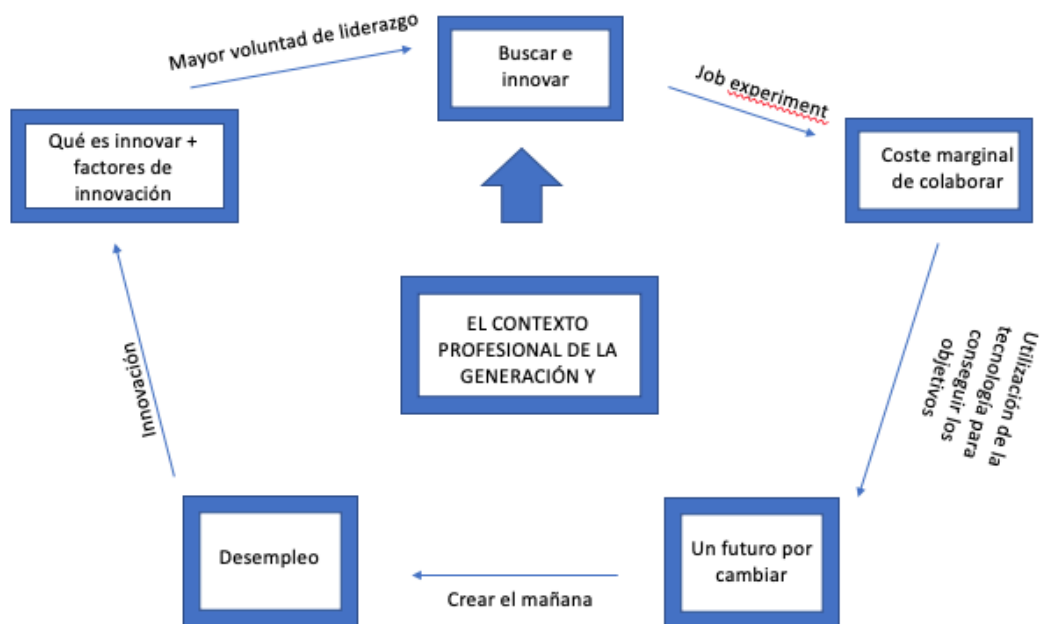 Mayor voluntad de liderazgo
Buscar e
innovar
Job experiment
Qué es innovar +
factores de
innovación
Coste marginal
de colaborar
EL CONTEXTO
PROFESIONAL DE LA
GENERACIÓN Y
Utilización de la
tecnología para
conseguir los
objetivos
Innovación
Desempleo
Un futuro por
cambiar
Crear el mañana